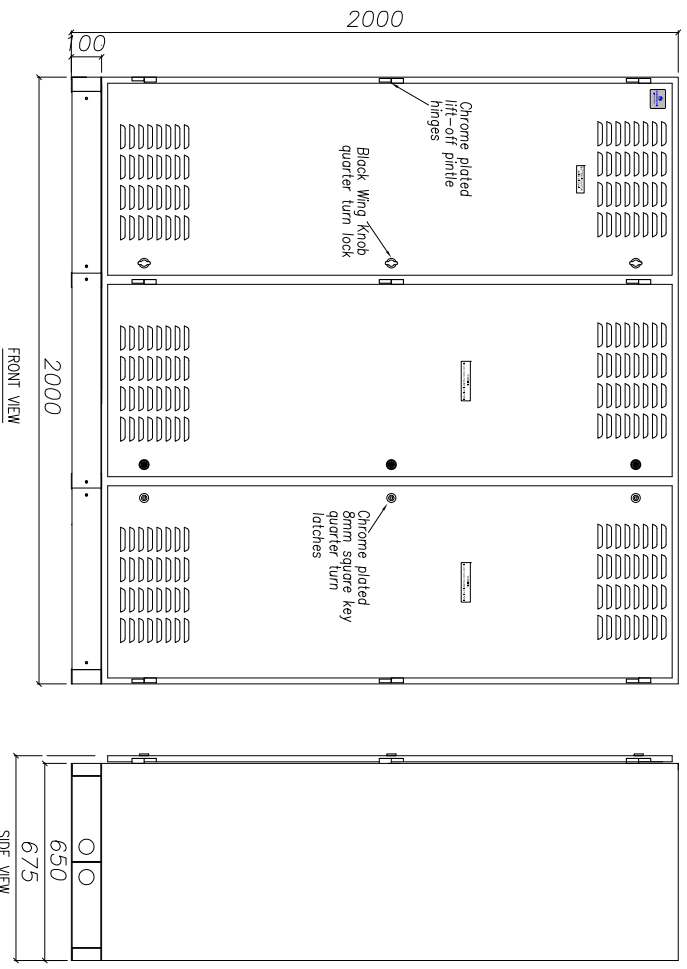 2000
100
Chrome plated
lift-off pintle
hinges
Black Wing Knob
quarter turn lock
Chrome plated
8mm square key
quarter turn
latches
2000
FRONT VIEW
650
675
SIDE VIEW